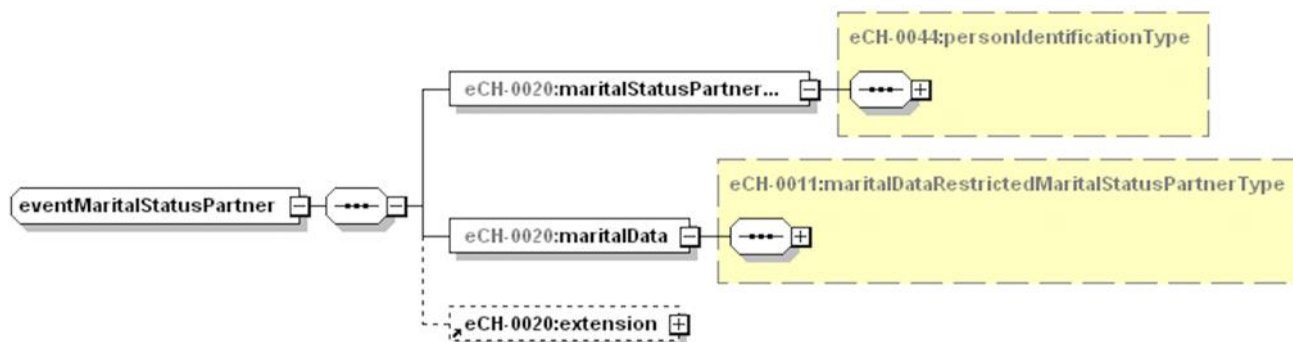 eCH-0044:personIdentificationType
eCH-0020:maritalStatusPartner...
eCH-0011:maritalDataRestrictedMaritalStatusPartnerType
eventMaritalStatusPartner
eCH-0020:maritalData
eCH-0020:extension